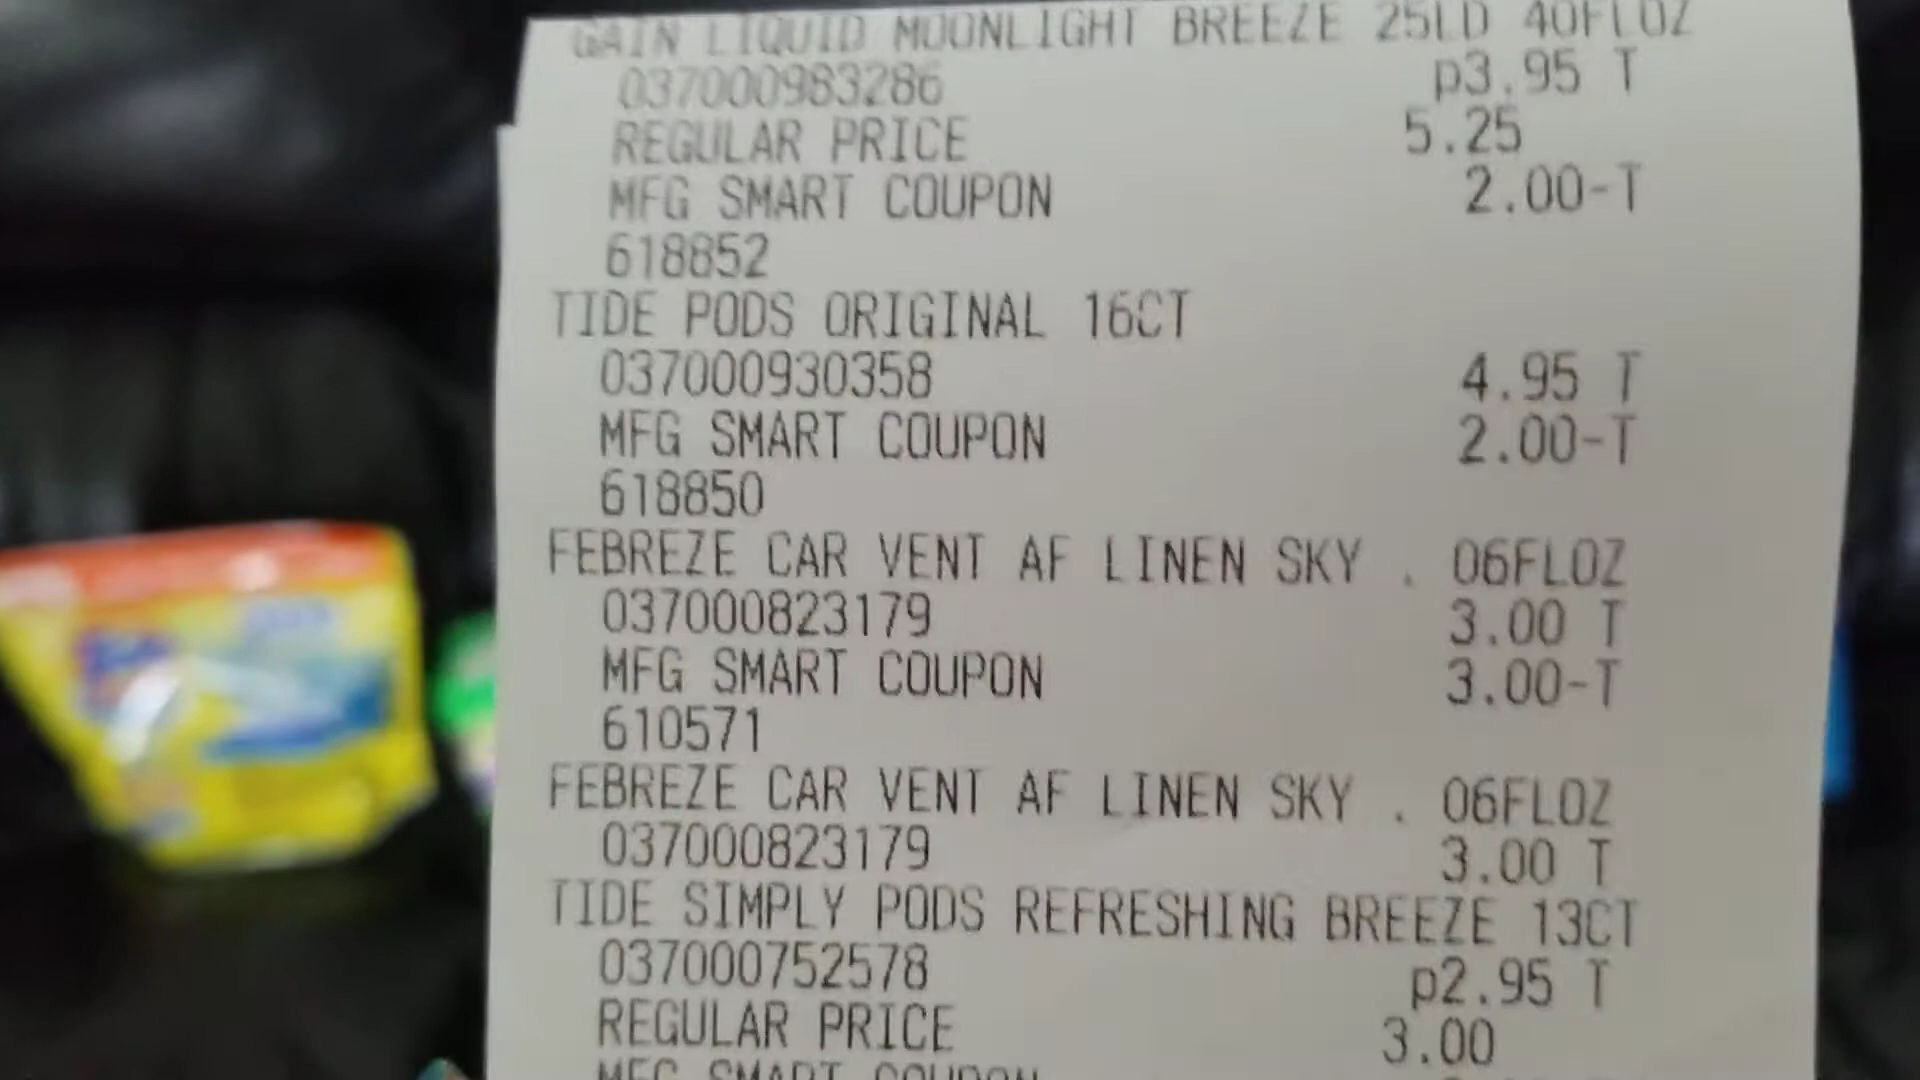 GAIN LIQUID MOONLIGHT BREEZE 25LD 40FLOZ
037000983286 p3.95 T
REGULAR PRICE 5.25
MFG SMART COUPON 2.00-T
618852
TIDE PODS ORIGINAL 16CT
037000930358 4.95 T
MFG SMART COUPON 2.00-T
618850
FEBREZE CAR VENT AF LINEN SKY . 06FLOZ
037000823179 3.00 T
MFG SMART COUPON 3.00-T
610571
FEBREZE CAR VENT AF LINEN SKY . 06FLOZ
037000823179 3.00 T
TIDE SIMPLY PODS REFRESHING BREEZE 13CT
037000752578 p2.95 T
REGULAR PRICE 3.00
MFG SMART COUPON